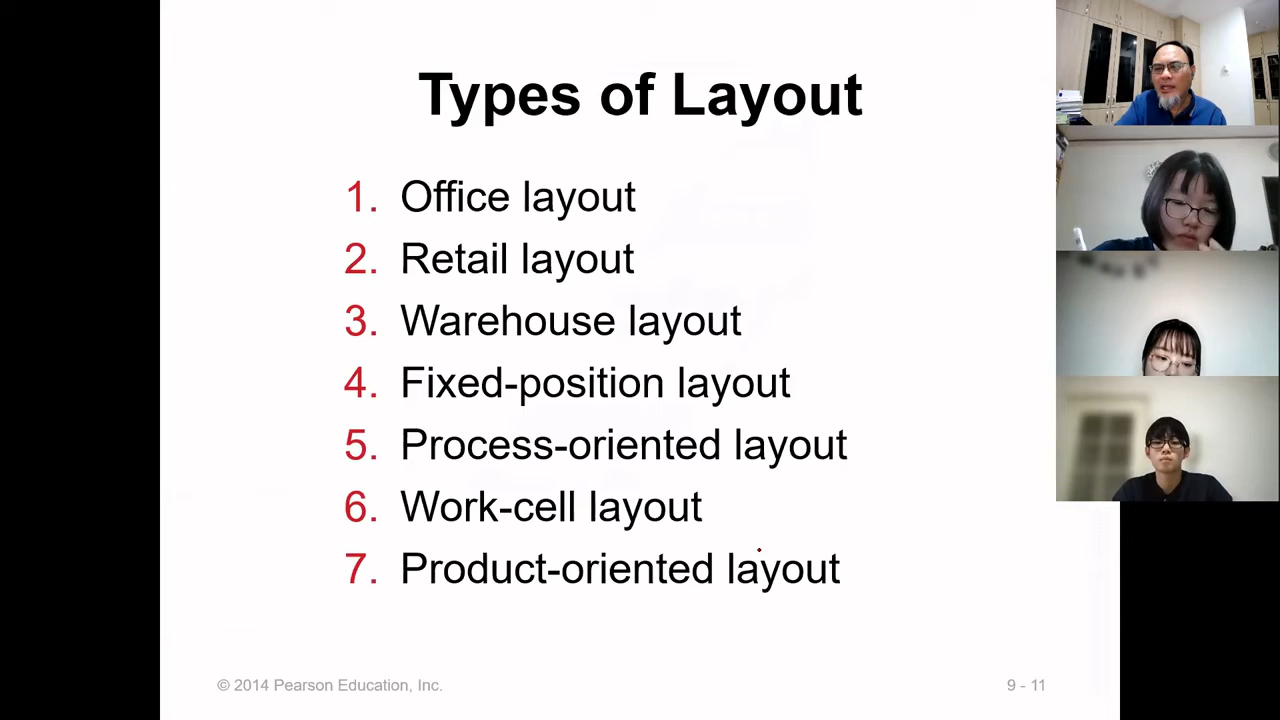 Types of Layout
1. Office layout
2. Retail layout
3. Warehouse layout
4. Fixed-position layout
5. Process-oriented layout
6. Work-cell layout
7. Product-oriented layout
© 2014 Pearson Education, Inc.
9 - 11